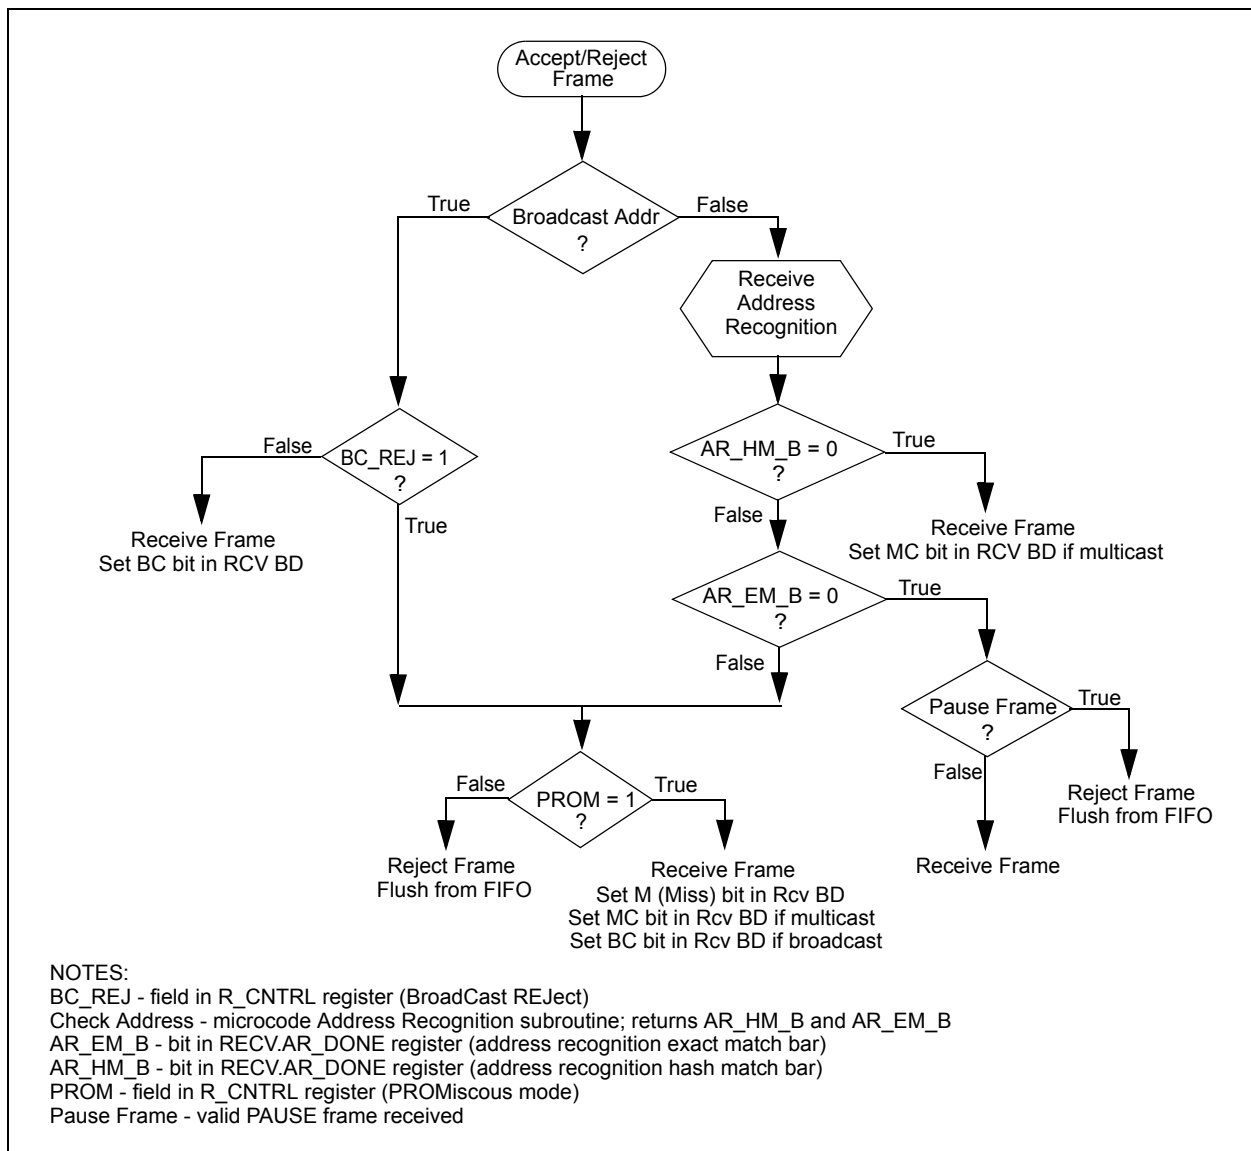 Accept/Reject
Frame
True
False
Broadcast Addr
?
Receive
Address
Recognition
False
BC_REJ = 1
?
True
AR_HM_B = 0
?
True
False
Receive Frame
Set BC bit in RCV BD
Receive Frame
Set MC bit in RCV BD if multicast
AR_EM_B = 0
?
True
False
Pause Frame
?
True
False
Reject Frame
Flush from FIFO
Receive Frame
False
PROM = 1
?
True
Reject Frame
Flush from FIFO
Receive Frame
Set M (Miss) bit in Rcv BD
Set MC bit in Rcv BD if multicast
Set BC bit in Rcv BD if broadcast
NOTES:
BC_REJ - field in R_CNTRL register (BroadCast REJect)
Check Address - microcode Address Recognition subroutine; returns AR_HM_B and AR_EM_B
AR_EM_B - bit in RECV.AR_DONE register (address recognition exact match bar)
AR_HM_B - bit in RECV.AR_DONE register (address recognition hash match bar)
PROM - field in R_CNTRL register (PROMiscous mode)
Pause Frame - valid PAUSE frame received